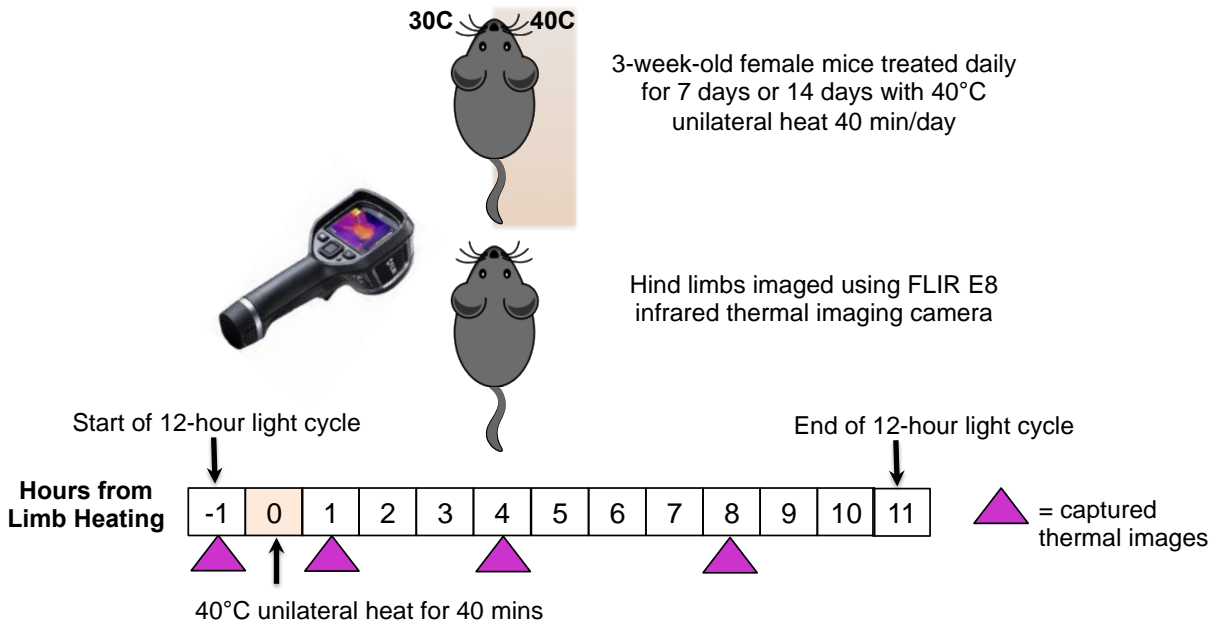 30C 40C
3-week-old female mice treated daily
for 7 days or 14 days with 40°C
unilateral heat 40 min/day
Hind limbs imaged using FLIR E8
infrared thermal imaging camera
Start of 12-hour light cycle
End of 12-hour light cycle
Hours from
Limb Heating
-1 0 1 2 3 4 5 6 7 8 9 10 11
= captured
thermal images
40°C unilateral heat for 40 mins